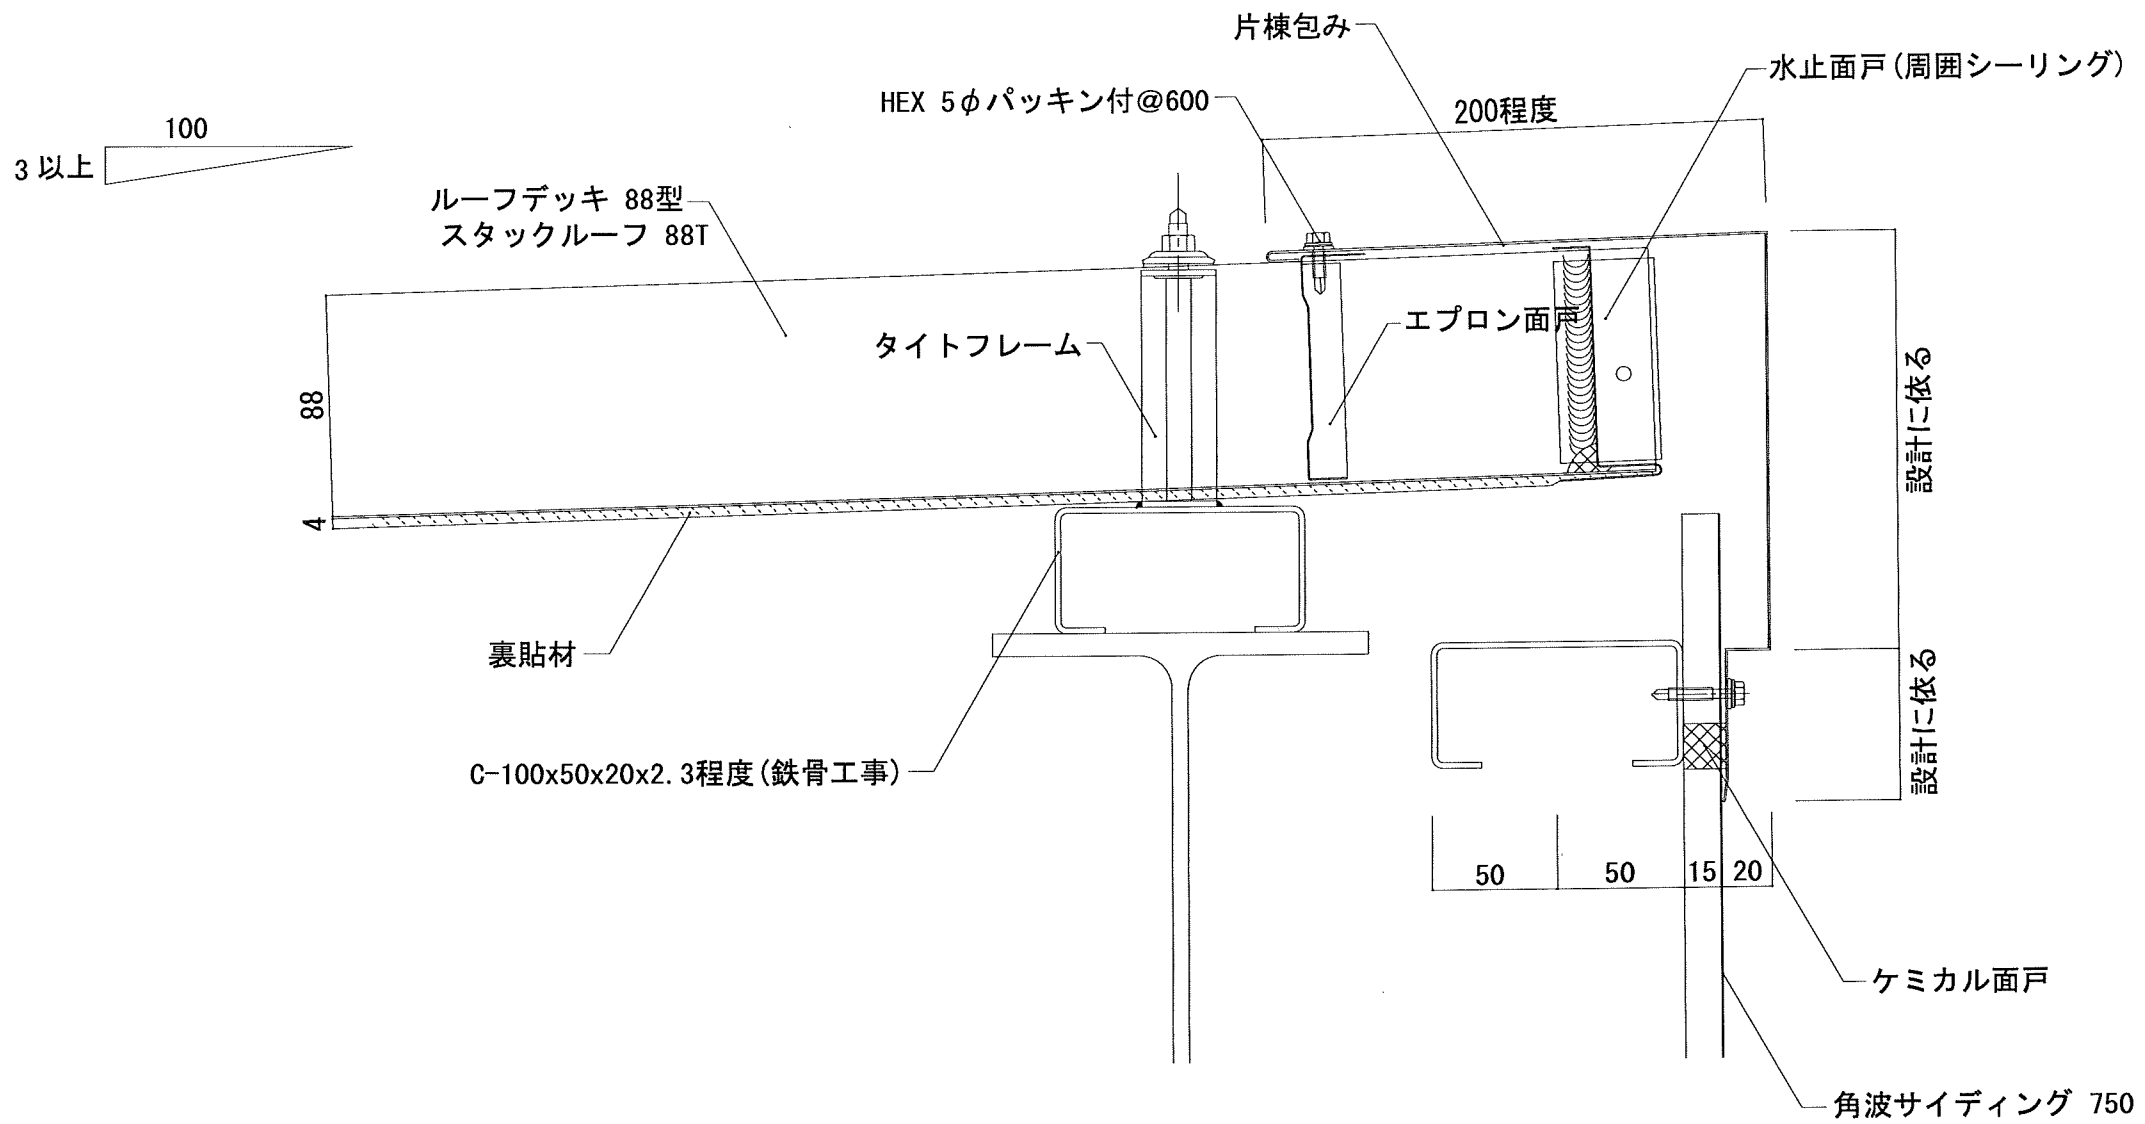 片棟包み
水止面戸(周囲シーリング)
HEX 5φパッキン付@600
200程度
100
3以上
ルーフデッキ 88型
スタックルーフ 88T
タイトフレーム
エプロン面戸
88
4
設計に依る
設計に依る
裏貼材
C-100x50x20x2.3程度(鉄骨工事)
50
50
15
20
ケミカル面戸
角波サイディング 750